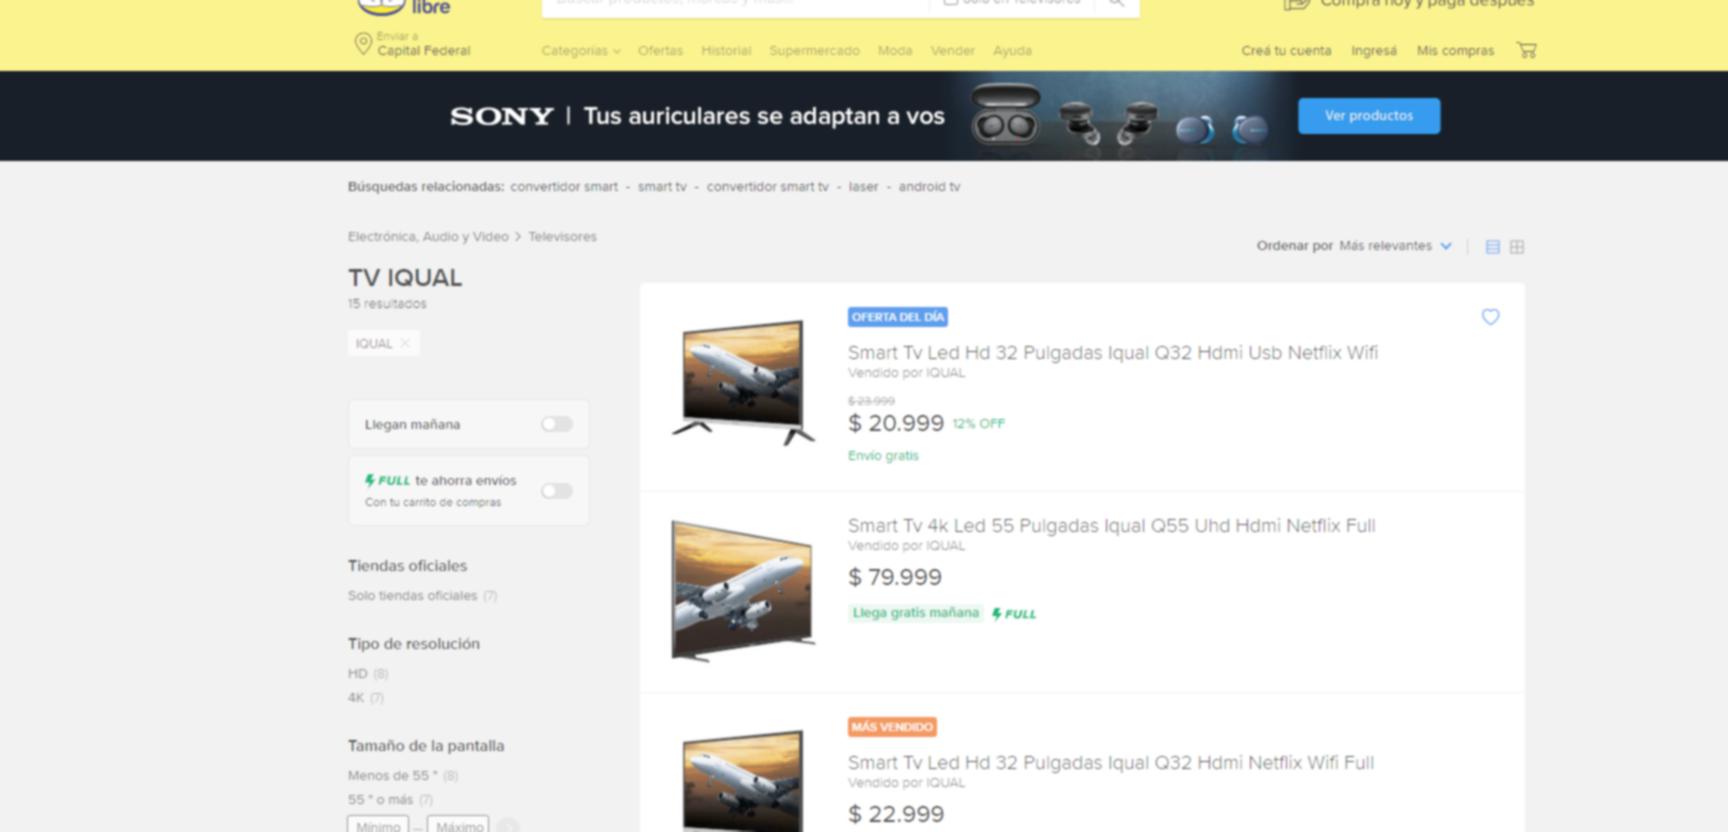 libre
Buscar productos, marcas y más...
Solo en Televisores
Compra hoy y paga después
Enviar a
Capital Federal
Categorías
Ofertas
Historial
Supermercado
Moda
Vender
Ayuda
Creá tu cuenta
Ingresá
Mis compras
SONY | Tus auriculares se adaptan a vos
Ver productos
Búsquedas relacionadas: convertidor smart - smart tv - convertidor smart tv - laser - android tv
Electrónica, Audio y Video > Televisores
Ordenar por Más relevantes
TV IQUAL
15 resultados
IQUAL
Llegan mañana
FULL te ahorra envíos
Con tu carrito de compras
Tiendas oficiales
Solo tiendas oficiales (7)
Tipo de resolución
HD (8)
4K (7)
Tamaño de la pantalla
Menos de 55 " (8)
55 " o más (7)
Mínimo — Máximo
OFERTA DEL DÍA
Smart Tv Led Hd 32 Pulgadas Iqual Q32 Hdmi Usb Netflix Wifi
Vendido por IQUAL
$ 23.999
$ 20.999 12% OFF
Envío gratis
Smart Tv 4k Led 55 Pulgadas Iqual Q55 Uhd Hdmi Netflix Full
Vendido por IQUAL
$ 79.999
Llega gratis mañana FULL
MÁS VENDIDO
Smart Tv Led Hd 32 Pulgadas Iqual Q32 Hdmi Netflix Wifi Full
Vendido por IQUAL
$ 22.999